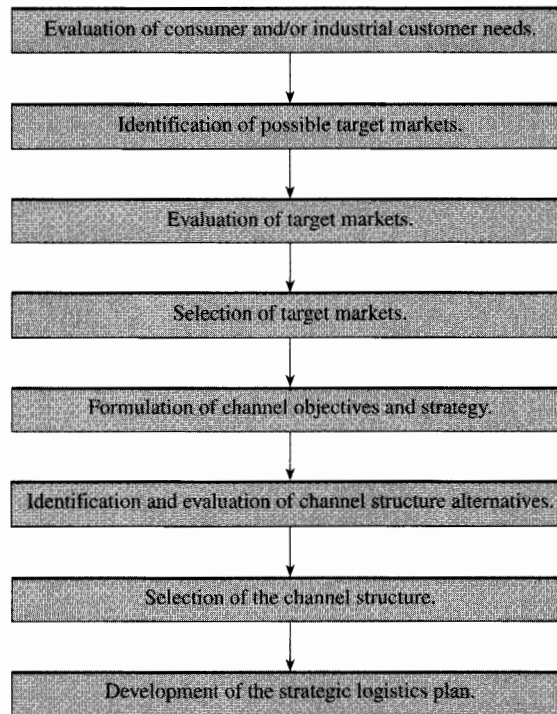 Evaluation of consumer and/or industrial customer needs.
Identification of possible target markets.
Evaluation of target markets.
Selection of target markets.
Formulation of channel objectives and strategy.
Identification and evaluation of channel structure alternatives.
Selection of the channel structure.
Development of the strategic logistics plan.